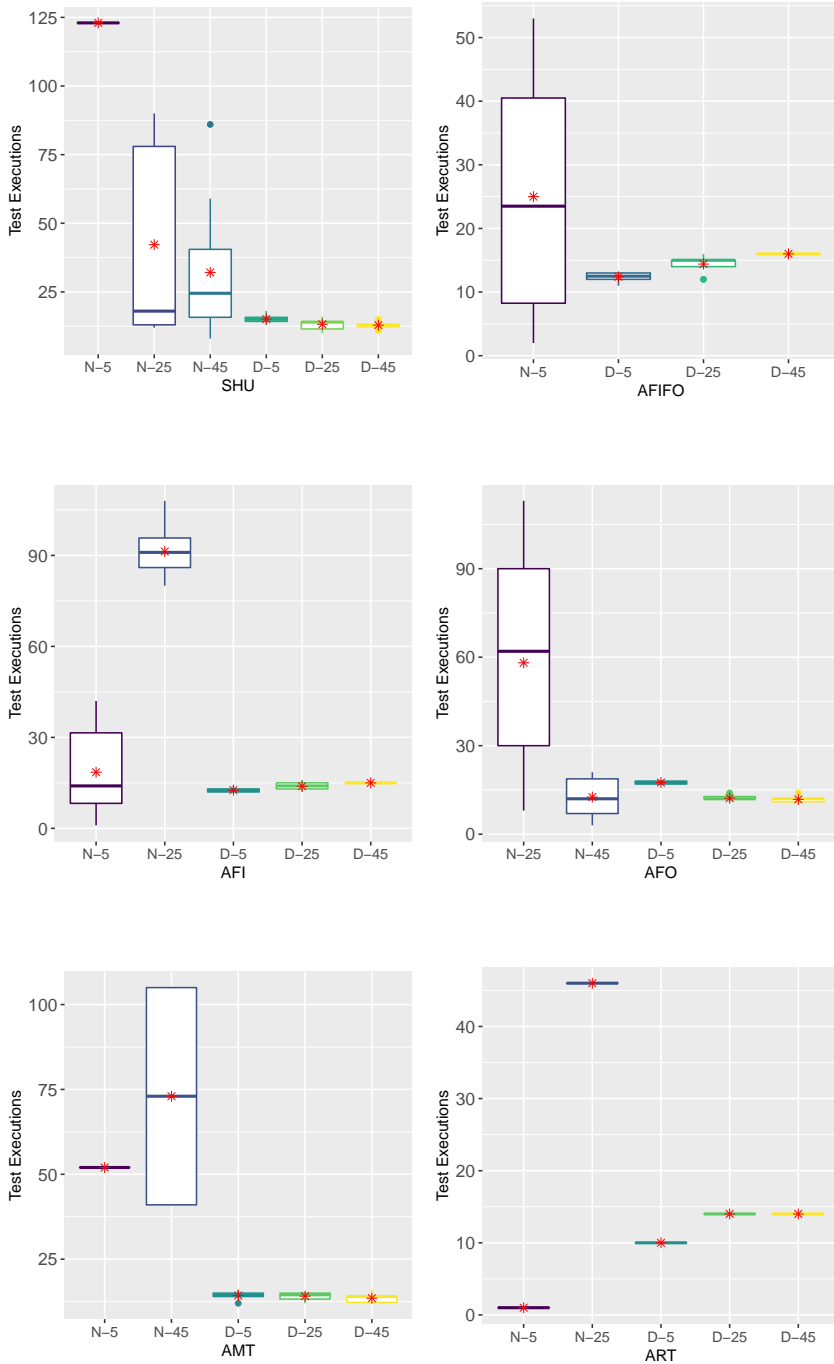 Test Executions
125
100
75
50
25
N−5 N−25 N−45 D−5 D−25 D−45
SHU
Test Executions
50
40
30
20
10
0
N−5 D−5 D−25 D−45
AFIFO
Test Executions
90
60
30
0
N−5 N−25 D−5 D−25 D−45
AFI
Test Executions
90
60
30
0
N−25 N−45 D−5 D−25 D−45
AFO
Test Executions
100
75
50
25
N−5 N−45 D−5 D−25 D−45
AMT
Test Executions
40
30
20
10
0
N−5 N−25 D−5 D−25 D−45
ART